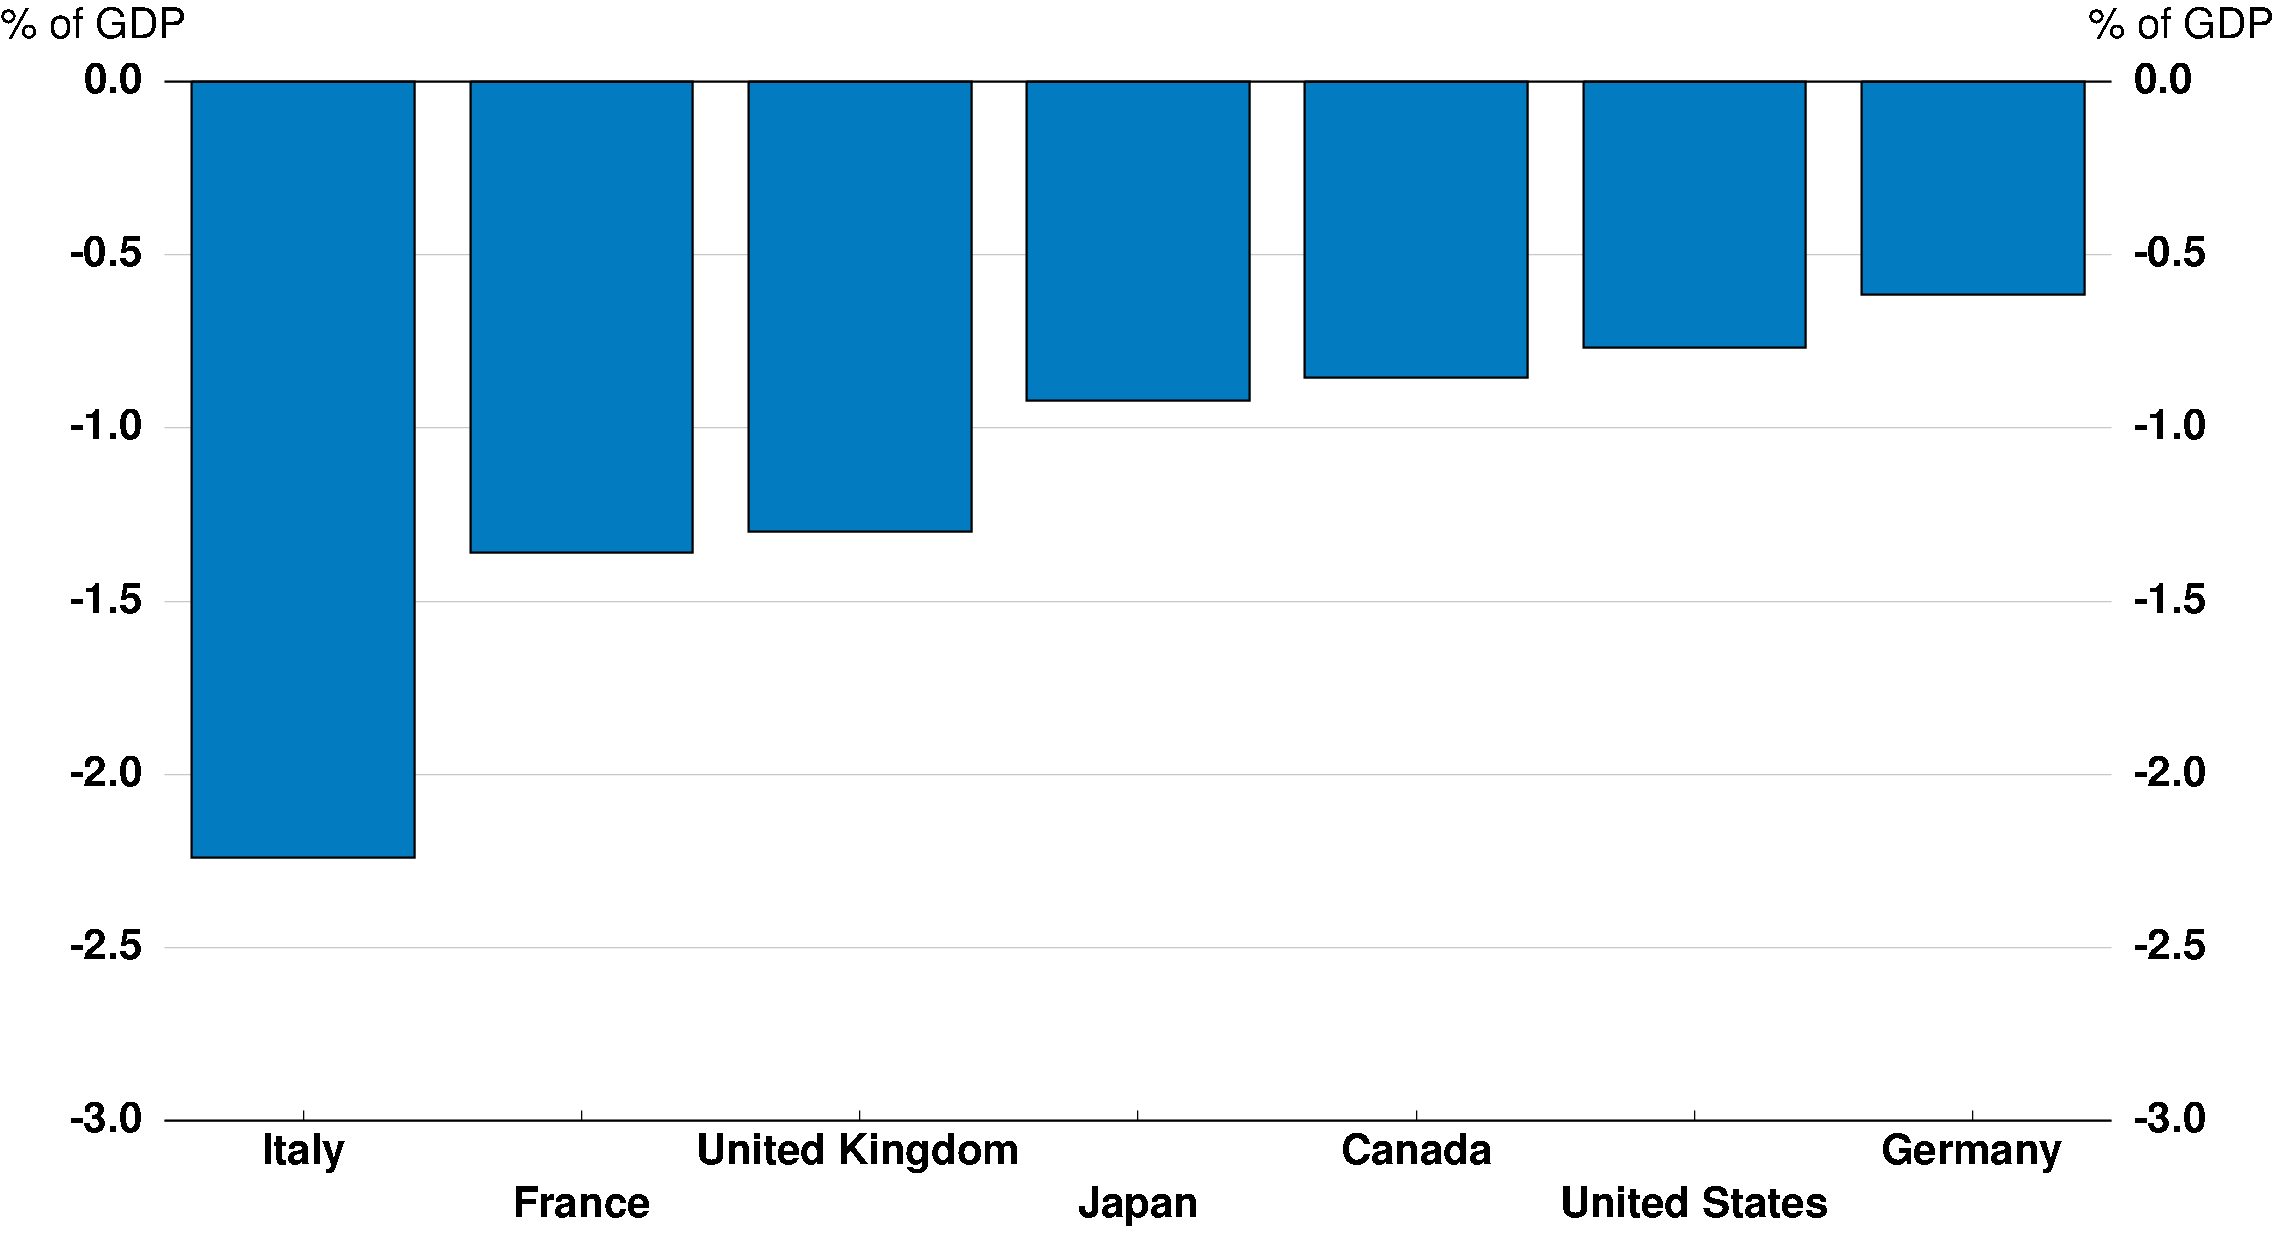 % of GDP % of GDP
0.0 0.0
-0.5 -0.5
-1.0 -1.0
-1.5 -1.5
-2.0 -2.0
-2.5 -2.5
-3.0 -3.0
Italy United Kingdom Canada Germany
France Japan United States